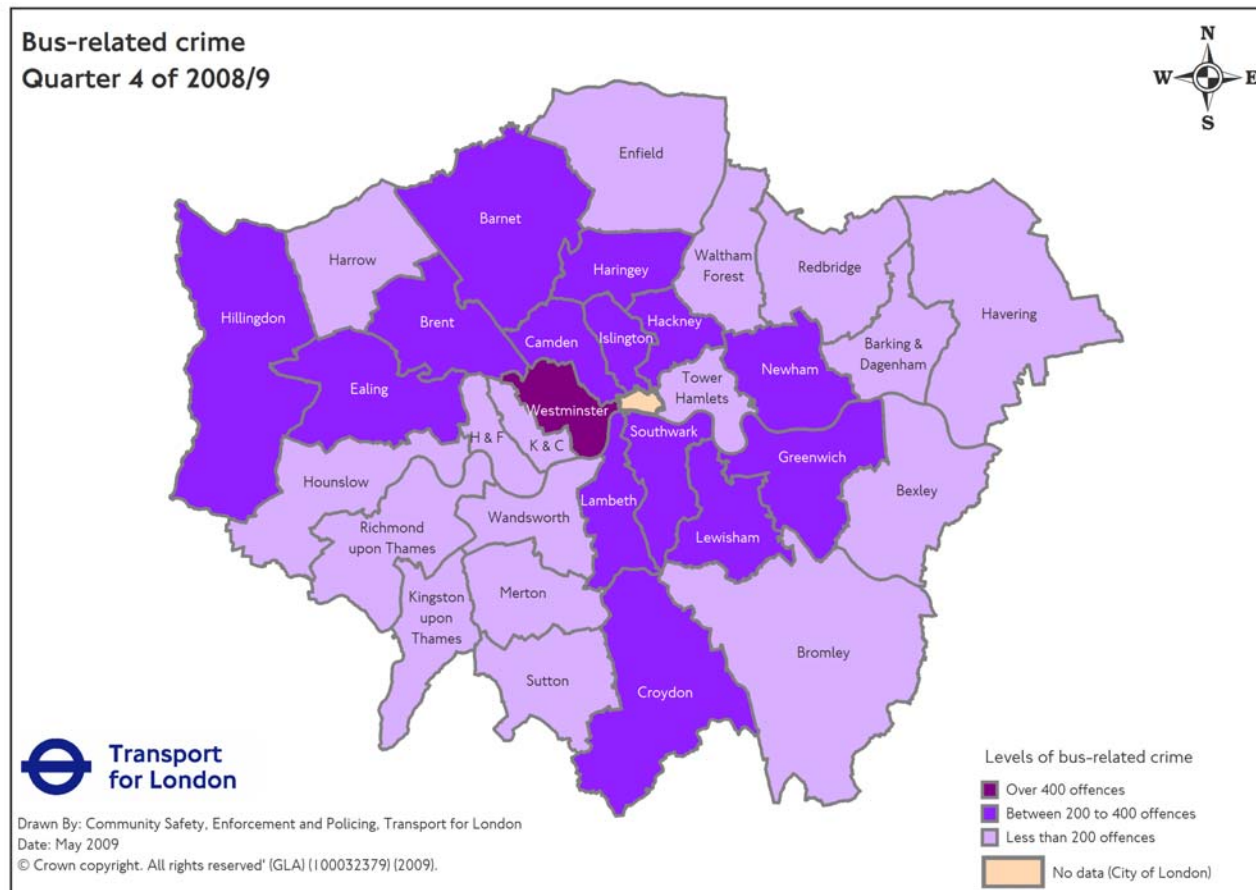 Bus-related crime
Quarter 4 of 2008/9
N
W
E
S
Enfield
Barnet
Harrow
Haringey
Waltham
Forest
Redbridge
Havering
Hillingdon
Brent
Camden
Islington
Hackney
Barking &
Dagenham
Ealing
Newham
Tower
Hamlets
Westminster
Southwark
H & F
K & C
Greenwich
Hounslow
Bexley
Lambeth
Wandsworth
Richmond
upon Thames
Lewisham
Kingston
upon
Thames
Merton
Bromley
Sutton
Croydon
Transport
for London
Levels of bus-related crime
Over 400 offences
Between 200 to 400 offences
Less than 200 offences
No data (City of London)
Drawn By: Community Safety, Enforcement and Policing, Transport for London
Date: May 2009
© Crown copyright. All rights reserved' (GLA) (100032379) (2009).